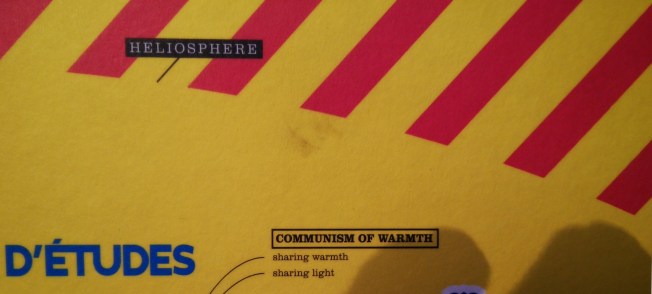 HELIOSPHERE
COMMUNISM OF WARMTH
sharing warmth
sharing light
D'ÉTUDES